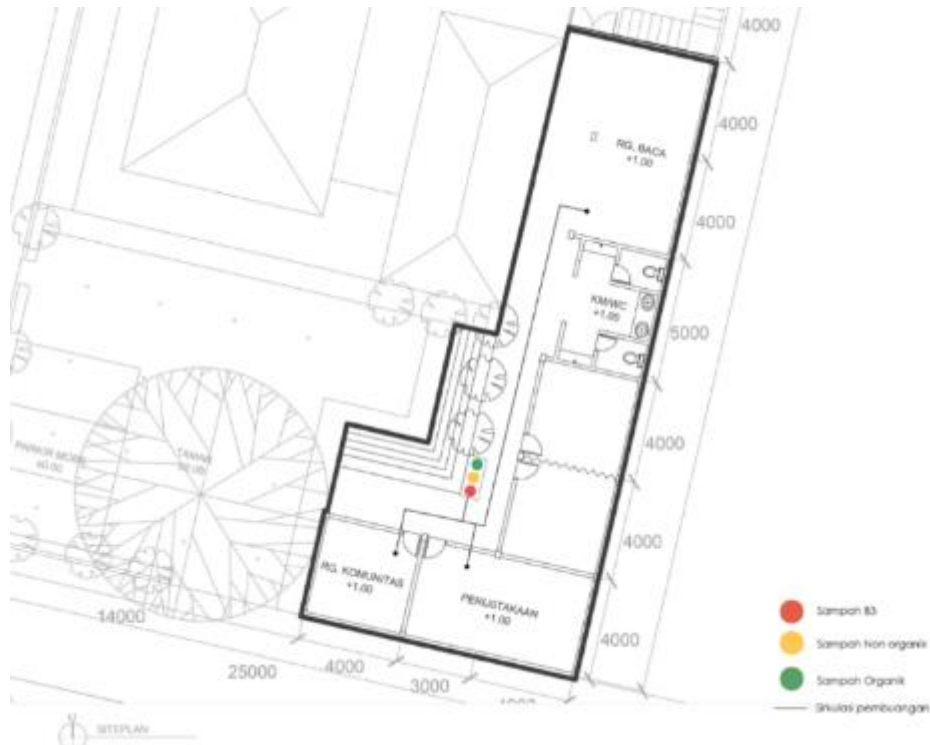 4000
4000
RG. BACA
+1.00
4000
KM/WC
+1.00
5000
4000
PARKIR MOBIL
±0.00
TAMAN
4000
RG. KOMUNITAS
+1.00
PERUSTAKAAN
+1.00
14000
25000
4000
3000
4000
Sampah B3
Sampah Non organik
Sampah Organik
Sirkulasi pembuangan
U
SITEPLAN